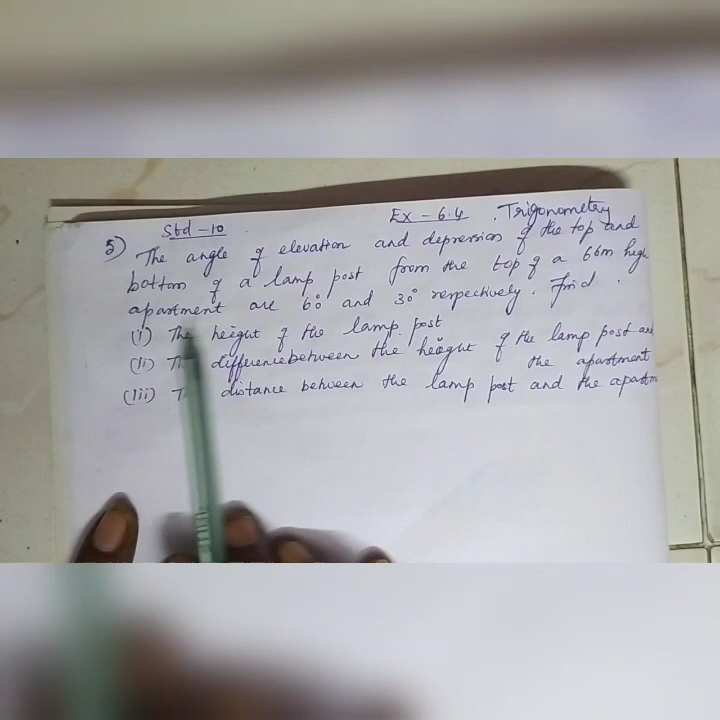 Std - 10
Ex - 6.4 . Trigonometry
5) The angle of elevation and depression of the top and
bottom of a lamp post from the top of a 66m high
apartment are 60° and 30° respectively. Find .
(i) The height of the lamp post
(ii) The difference between the height of the lamp post and
the apartment
(iii) distance between the lamp post and the apartm